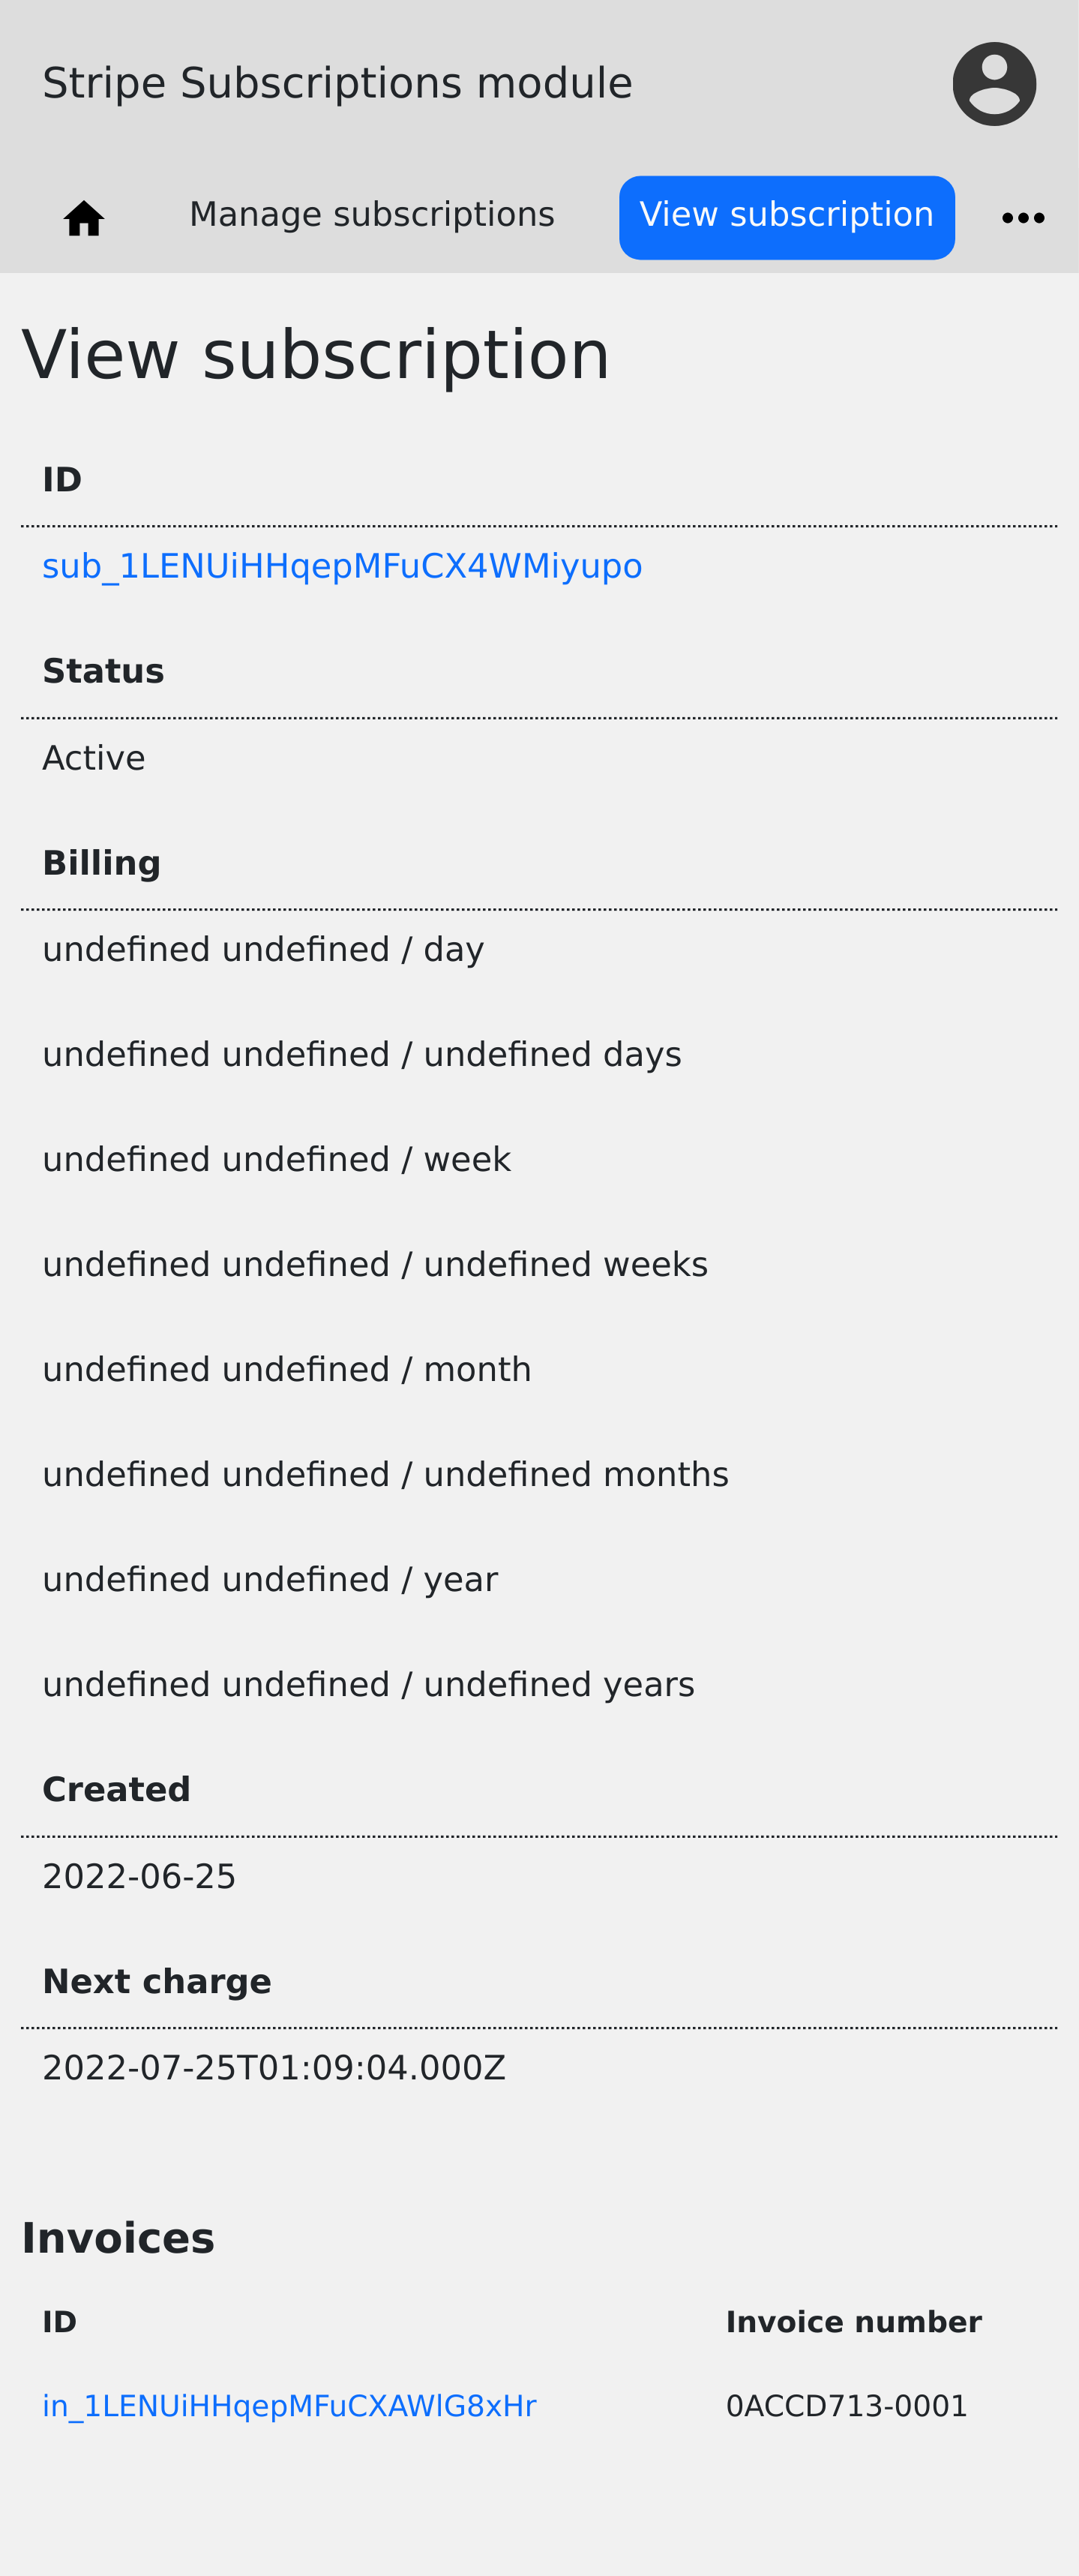 Stripe Subscriptions module
Manage subscriptions View subscription
View subscription
ID
sub_1LENUiHHqepMFuCX4WMiyupo
Status
Active
Billing
undefined undefined / day
undefined undefined / undefined days
undefined undefined / week
undefined undefined / undefined weeks
undefined undefined / month
undefined undefined / undefined months
undefined undefined / year
undefined undefined / undefined years
Created
2022-06-25
Next charge
2022-07-25T01:09:04.000Z
Invoices
ID Invoice number
in_1LENUiHHqepMFuCXAWlG8xHr 0ACCD713-0001